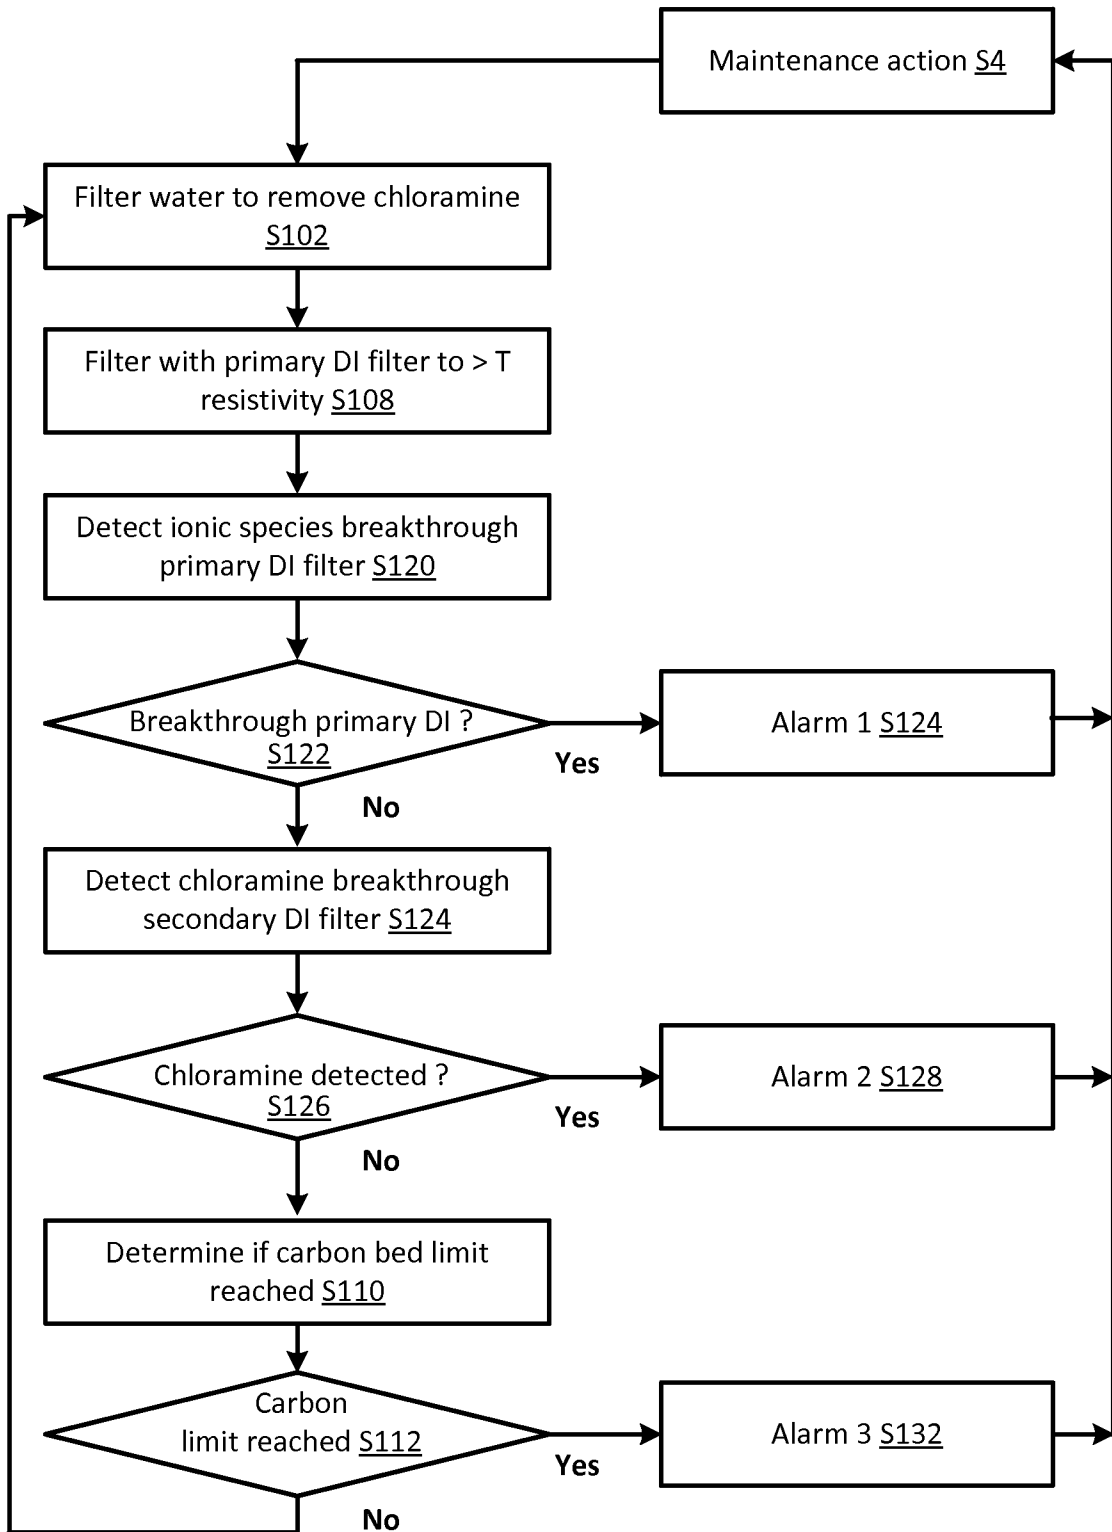 Maintenance action S4
Filter water to remove chloramine
S102
Filter with primary DI filter to > T
resistivity S108
Detect ionic species breakthrough
primary DI filter S120
Breakthrough primary DI ?
S122
Yes
Alarm 1 S124
No
Detect chloramine breakthrough
secondary DI filter S124
Chloramine detected ?
S126
Yes
Alarm 2 S128
No
Determine if carbon bed limit
reached S110
Carbon
limit reached S112
Yes
Alarm 3 S132
No